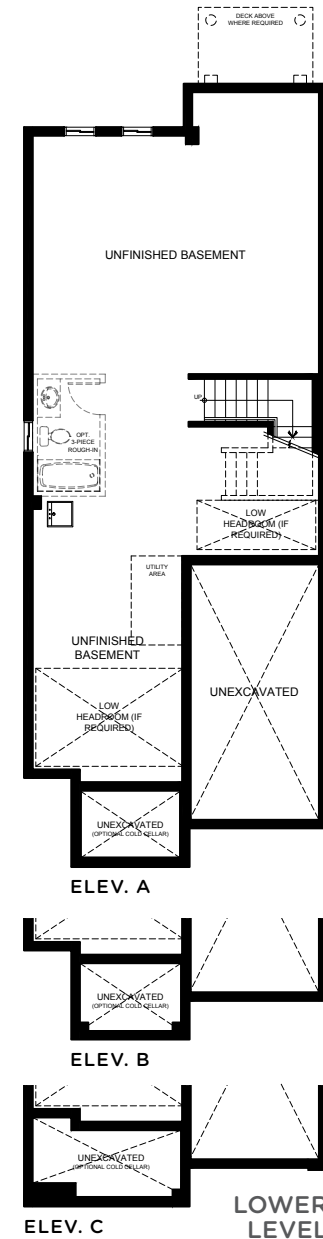 DECK ABOVE
WHERE REQUIRED
UNFINISHED BASEMENT
UP
OPT.
3-PIECE
ROUGH-IN
LOW
HEADROOM (IF
REQUIRED)
UTILITY
AREA
UNFINISHED
BASEMENT
UNEXCAVATED
LOW
HEADROOM (IF
REQUIRED)
UNEXCAVATED
(OPTIONAL COLD CELLAR)
ELEV. A
UNEXCAVATED
(OPTIONAL COLD CELLAR)
ELEV. B
UNEXCAVATED
(OPTIONAL COLD CELLAR)
ELEV. C
LOWER
LEVEL